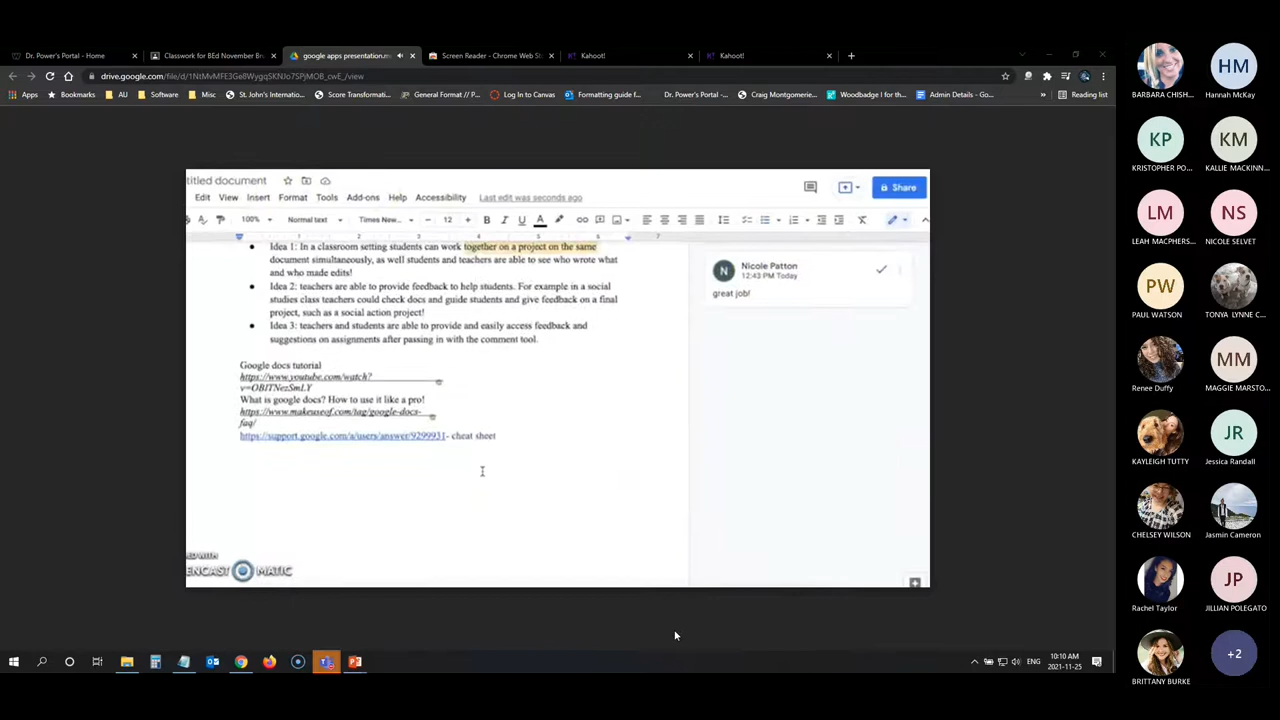 Dr. Power's Portal - Home
Classwork for BEd November Br
google apps presentation.m
Screen Reader - Chrome Web St
Kahoot!
Kahoot!
drive.google.com/file/d/1NtMvMFE3Ge8WygqSKNJo7SPJMOB_cwE_/view
Apps
Bookmarks
AU
Software
Misc
St. John's Internatio...
Score Transformati...
General Format // P...
Log In to Canvas
Formatting guide f...
Dr. Power's Portal -...
Craig Montgomerie...
Woodbadge I for th...
Admin Details - Go...
Reading list
titled document
Edit View Insert Format Tools Add-ons Help Accessibility Last edit was seconds ago
Share
100% Normal text Times New... 12
1 2 3 4 5 6 7
Idea 1: In a classroom setting students can work together on a project on the same
document simultaneously, as well students and teachers are able to see who wrote what
and who made edits!
Idea 2: teachers are able to provide feedback to help students. For example in a social
studies class teachers could check docs and guide students and give feedback on a final
project, such as a social action project!
Idea 3: teachers and students are able to provide and easily access feedback and
suggestions on assignments after passing in with the comment tool.
Google docs tutorial
https://www.youtube.com/watch?
v=OBITNezSmLY
What is google docs? How to use it like a pro!
https://www.makeuseof.com/tag/google-docs-
faq/
https://support.google.com/a/users/answer/9299931- cheat sheet
N
Nicole Patton
12:43 PM Today
great job!
ED WITH
ENCAST MATIC
ENG
10:10 AM
2021-11-25
BARBARA CHISH...
HM
Hannah McKay
KP
KRISTOPHER PO...
KM
KALLIE MACKINN...
LM
LEAH MACPHERS...
NS
NICOLE SELVET
PW
PAUL WATSON
TONYA LYNNE C...
Renee Duffy
MM
MAGGIE MARSTO...
KAYLEIGH TUTTY
JR
Jessica Randall
CHELSEY WILSON
Jasmin Cameron
Rachel Taylor
JP
JILLIAN POLEGATO
BRITTANY BURKE
+2